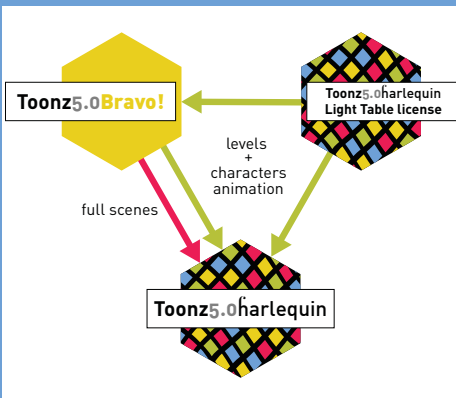 Toonz5.0Bravo!
Toonz5.0harlequin
Light Table license
levels
+
characters
animation
full scenes
Toonz5.0harlequin